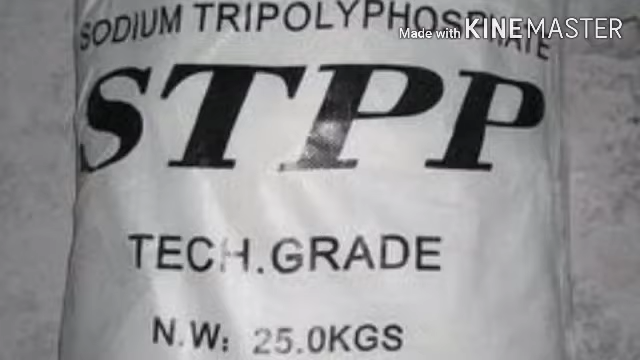 SODIUM TRIPOLYPHOSPHATE
Made with KINEMASTER
STPP
TECH.GRADE
N.W: 25.0KGS